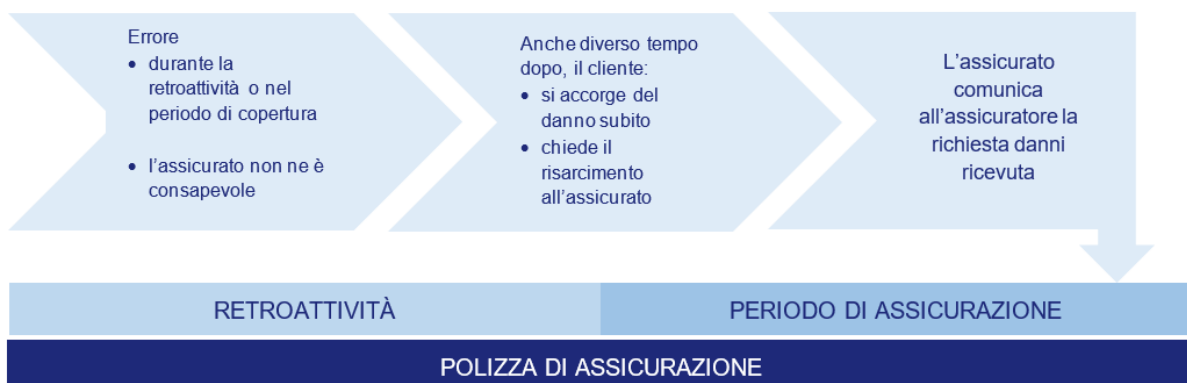 Errore
• durante la
retroattività o nel
periodo di copertura
• l'assicurato non ne è
consapevole
Anche diverso tempo
dopo, il cliente:
• si accorge del
danno subito
• chiede il
risarcimento
all'assicurato
L'assicurato
comunica
all'assicuratore la
richiesta danni
ricevuta
RETROATTIVITÀ
PERIODO DI ASSICURAZIONE
POLIZZA DI ASSICURAZIONE